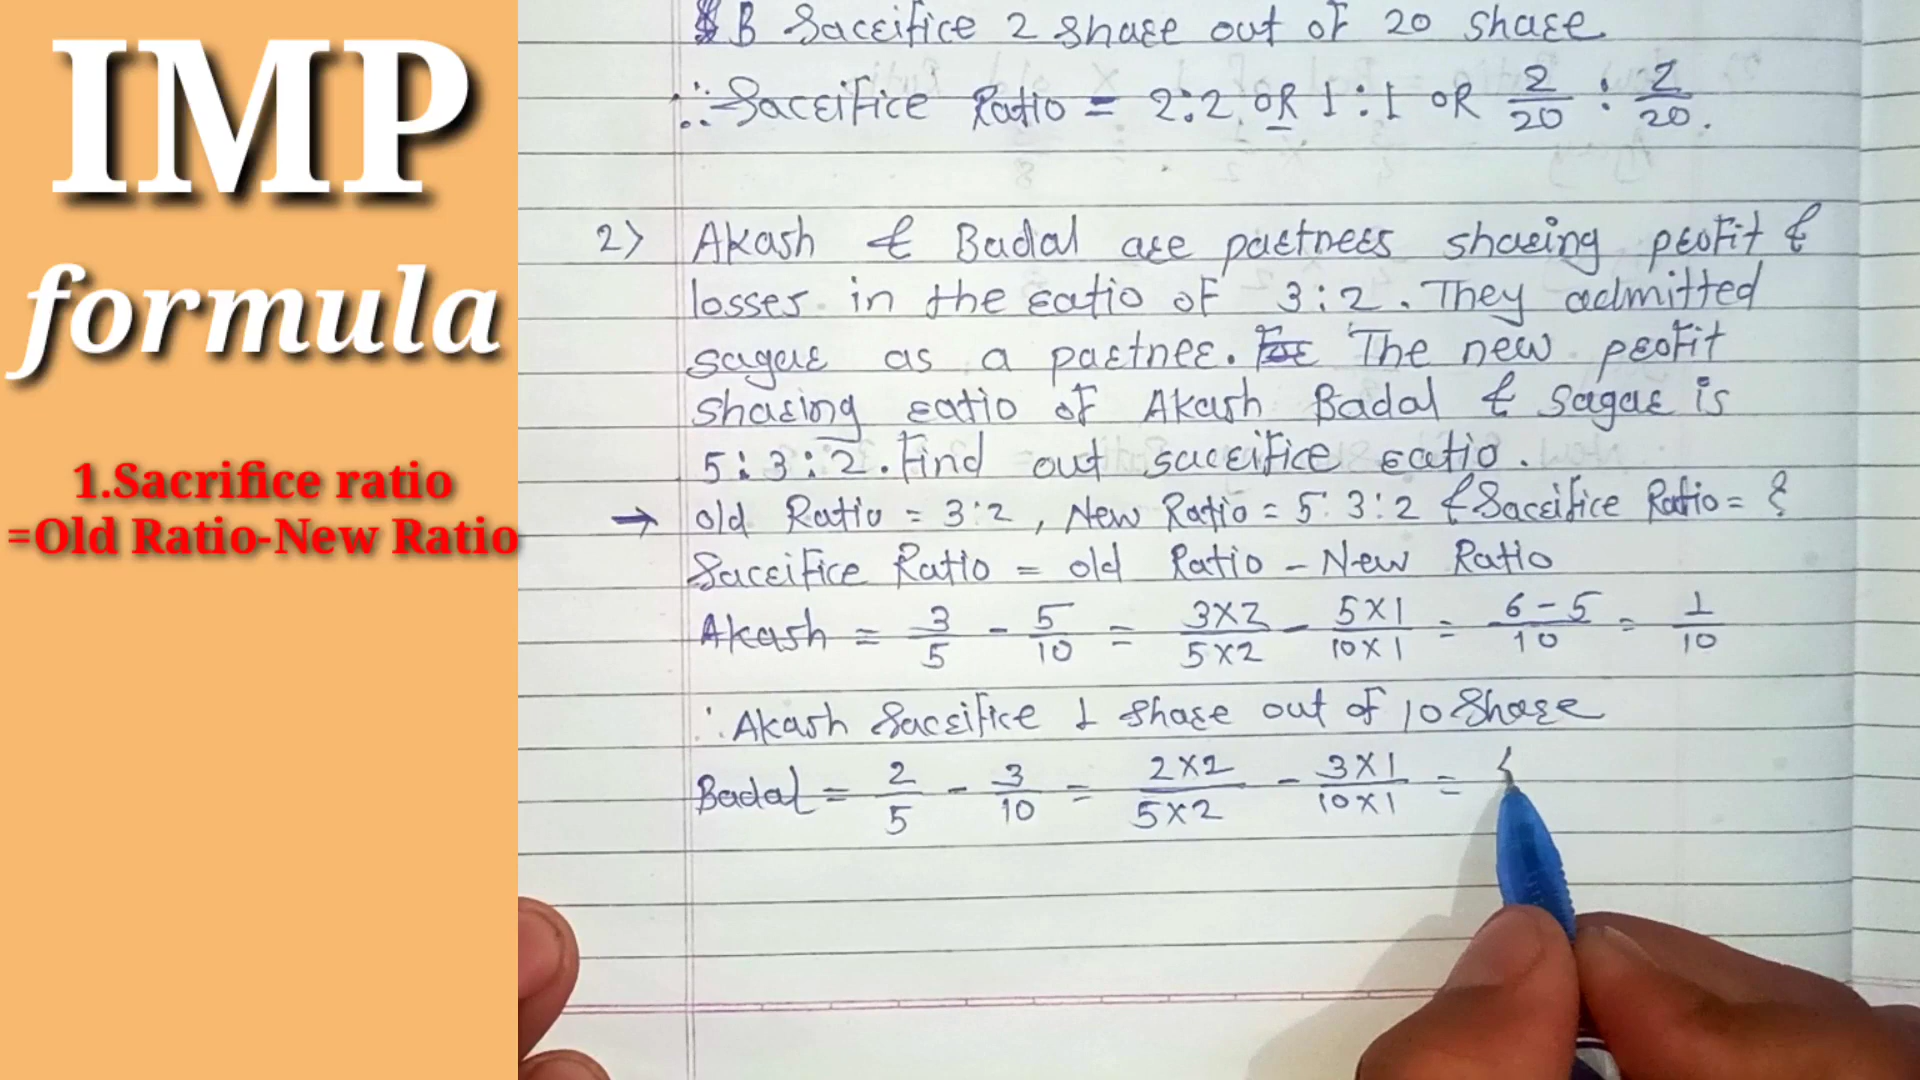 IMP
formula
1.Sacrifice ratio
=Old Ratio-New Ratio
B Sacrifice 2 share out of 20 share
∴ Sacrifice Ratio = 2:2 OR 1:1 OR 2/20 : 2/20.
2) Akash & Badal are partners sharing profit &
losses in the ratio of 3:2. They admitted
sagar as a partner. The new profit
sharing ratio of Akash Badal & Sagar is
5:3:2. Find out sacrifice ratio.
→ old Ratio = 3:2, New Ratio = 5:3:2 & Sacrifice Ratio = ?
Sacrifice Ratio = old Ratio - New Ratio
Akash = 3/5 - 5/10 = 3×2/5×2 - 5×1/10×1 = 6-5/10 = 1/10
∴ Akash Sacrifice 1 share out of 10 Share
Badal = 2/5 - 3/10 = 2×2/5×2 - 3×1/10×1 =